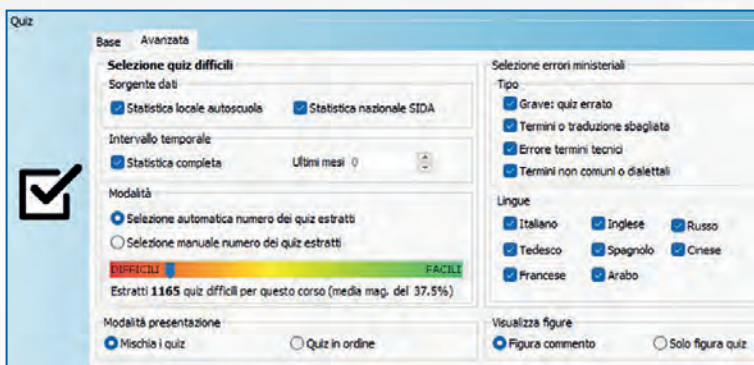 Quiz
Base Avanzata
Selezione quiz difficili
Sorgente dati
Statistica locale autoscuola Statistica nazionale SIDA
Intervallo temporale
Statistica completa Ultimi mesi 0
Modalità
Selezione automatica numero dei quiz estratti
Selezione manuale numero dei quiz estratti
DIFFICILI FACILI
Estratti 1165 quiz difficili per questo corso (media mag. del 37.5%)
Modalità presentazione
Mischia i quiz Quiz in ordine
Selezione errori ministeriali
Tipo
Grave: quiz errato
Termini o traduzione sbagliata
Errore termini tecnici
Termini non comuni o dialettali
Lingue
Italiano Inglese Russo
Tedesco Spagnolo Cinese
Francese Arabo
Visualizza figure
Figura commento Solo figura quiz